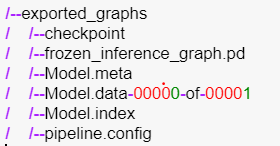 /--exported_graphs
/ /--checkpoint
/ /--frozen_inference_graph.pd
/ /--Model.meta
/ /--Model.data-00000-of-00001
/ /--Model.index
/ /--pipeline.config